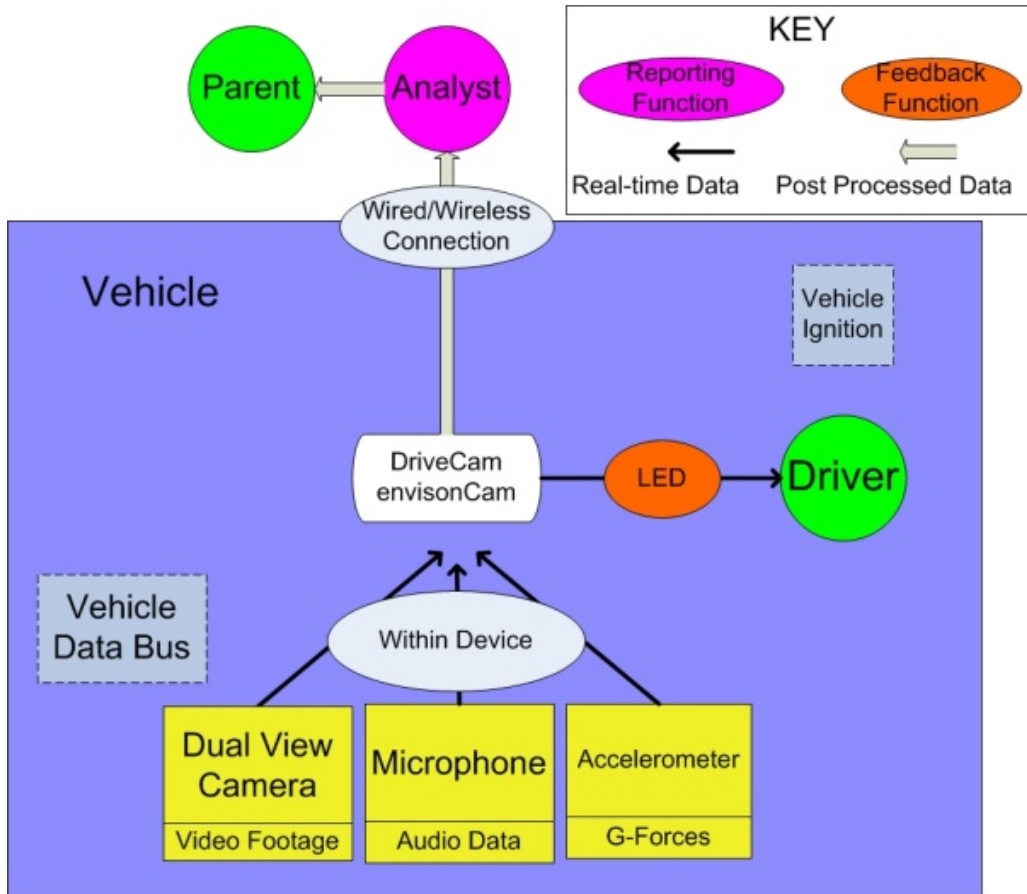 KEY
Reporting
Function
Feedback
Function
Real-time Data
Post Processed Data
Parent
Analyst
Wired/Wireless
Connection
Vehicle
Vehicle
Ignition
DriveCam
envisonCam
LED
Driver
Vehicle
Data Bus
Within Device
Dual View
Camera
Video Footage
Microphone
Audio Data
Accelerometer
G-Forces